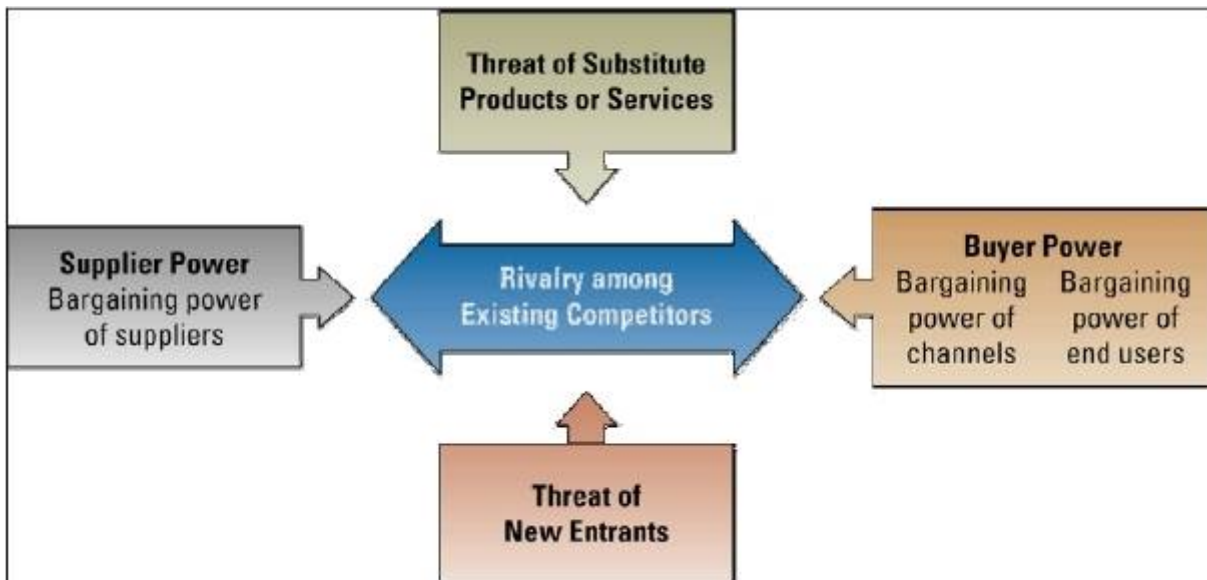 Threat of Substitute
Products or Services
Supplier Power
Bargaining power
of suppliers
Rivalry among
Existing Competitors
Buyer Power
Bargaining
power of
channels
Bargaining
power of
end users
Threat of
New Entrants